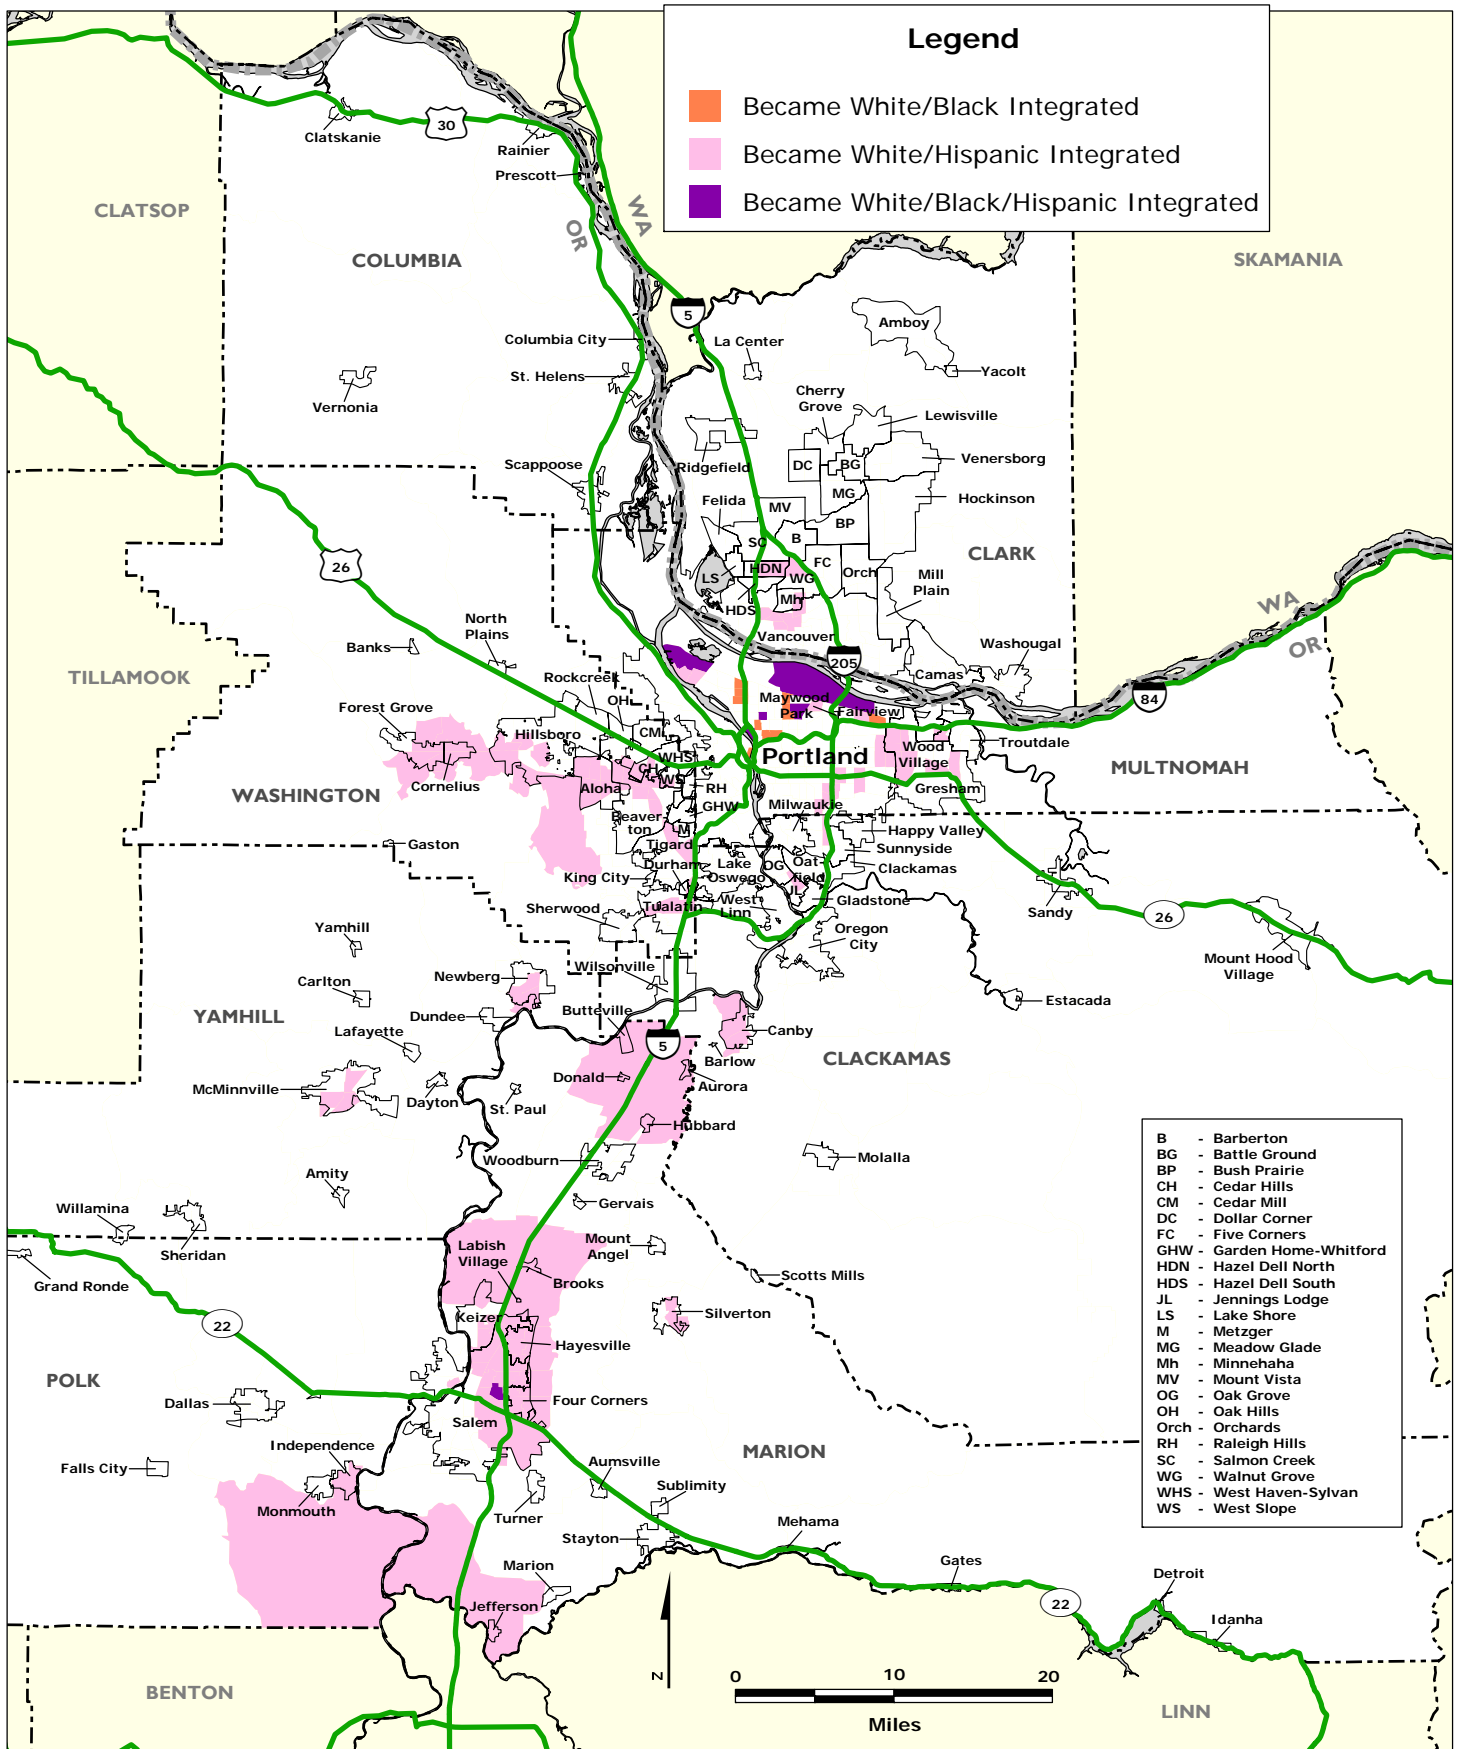 Legend
Became White/Black Integrated
Became White/Hispanic Integrated
Became White/Black/Hispanic Integrated
Clatskanie
30
Rainier
Prescott
CLATSOP
WA
OR
COLUMBIA
SKAMANIA
5
Amboy
Columbia City
La Center
St. Helens
Yacolt
Vernonia
Cherry
Grove
Lewisville
Scappoose
Ridgefield
DC
BG
Venersborg
MG
Hockinson
Felida
MV
BP
SC
B
CLARK
26
LS
HDN
WG
FC
Orch
Mill
Plain
HDS
Mh
WA
OR
North
Plains
Banks
Vancouver
Washougal
205
Camas
TILLAMOOK
Rockcreek
OH
Maywood
Park
Fairview
84
Forest Grove
Hillsboro
CM
WHS
Portland
Wood
Village
Troutdale
MULTNOMAH
CH
WS
RH
Cornelius
Aloha
Gresham
WASHINGTON
GHW
Milwaukie
Beaver
ton
M
Happy Valley
Gaston
Tigard
Sunnyside
Durham
Lake
Oswego
OG
Oat-
field
Clackamas
King City
JL
Gladstone
Sherwood
Tualatin
West
Linn
Sandy
26
Yamhill
Oregon
City
Wilsonville
Mount Hood
Village
Newberg
Carlton
Estacada
YAMHILL
Dundee
Butteville
Lafayette
Canby
5
Barlow
CLACKAMAS
McMinnville
Donald
Aurora
Dayton
St. Paul
Hubbard
Woodburn
Molalla
Amity
Gervais
Willamina
Sheridan
Labish
Village
Mount
Angel
Grand Ronde
Brooks
Scotts Mills
22
Keizer
Silverton
Hayesville
POLK
Dallas
Four Corners
Salem
MARION
Independence
Falls City
Aumsville
Monmouth
Sublimity
Turner
Stayton
Mehama
Marion
Gates
Detroit
Jefferson
22
Idanha
BENTON
LINN
N
0 10 20
Miles
B - Barberton
BG - Battle Ground
BP - Bush Prairie
CH - Cedar Hills
CM - Cedar Mill
DC - Dollar Corner
FC - Five Corners
GHW - Garden Home-Whitford
HDN - Hazel Dell North
HDS - Hazel Dell South
JL - Jennings Lodge
LS - Lake Shore
M - Metzger
MG - Meadow Glade
Mh - Minnehaha
MV - Mount Vista
OG - Oak Grove
OH - Oak Hills
Orch - Orchards
RH - Raleigh Hills
SC - Salmon Creek
WG - Walnut Grove
WHS - West Haven-Sylvan
WS - West Slope